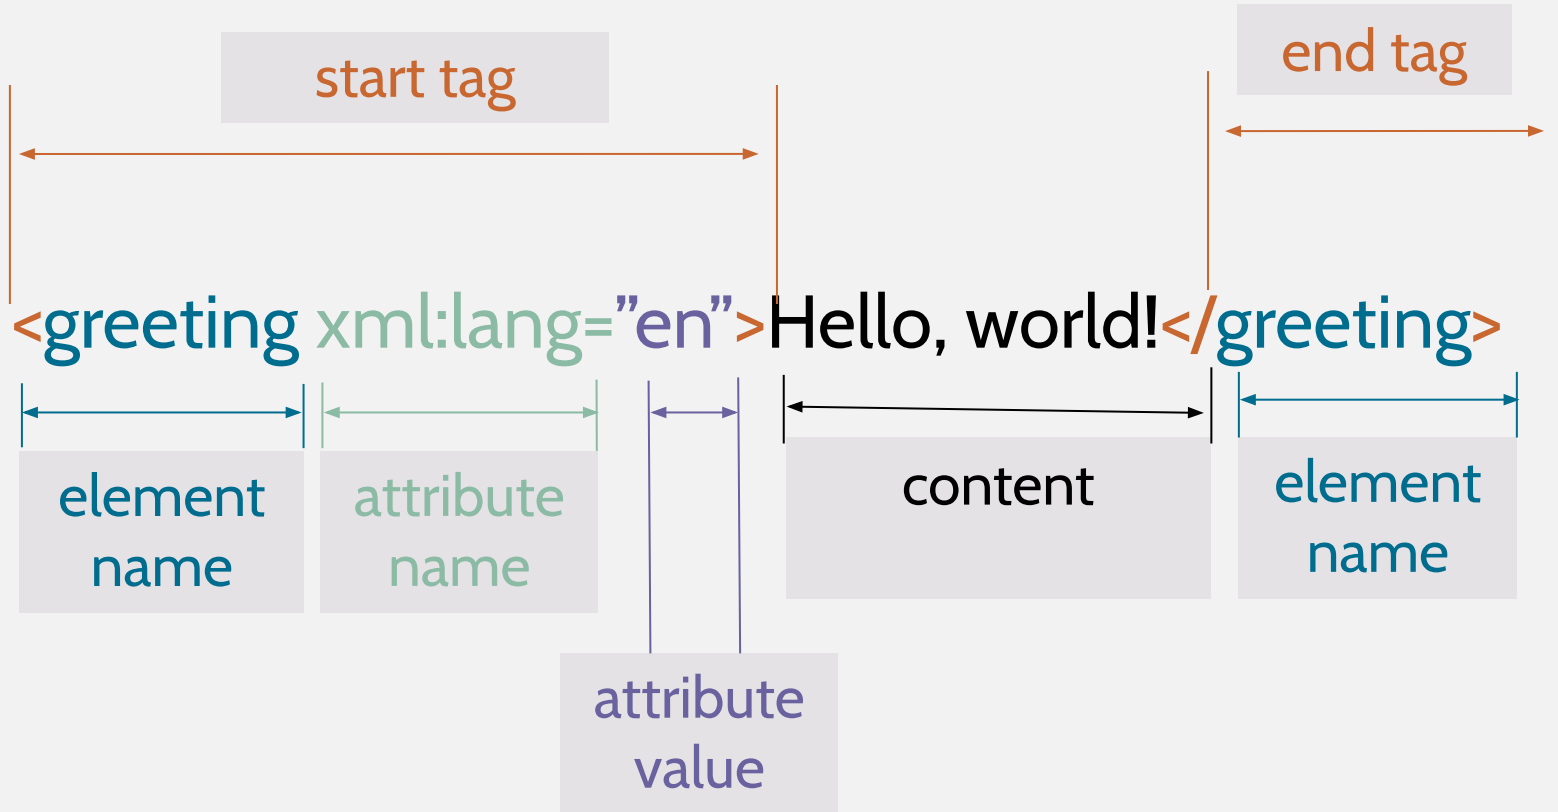 start tag
end tag
<greeting xml:lang=”en”>Hello, world!</greeting>
element
name
attribute
name
content
element
name
attribute
value